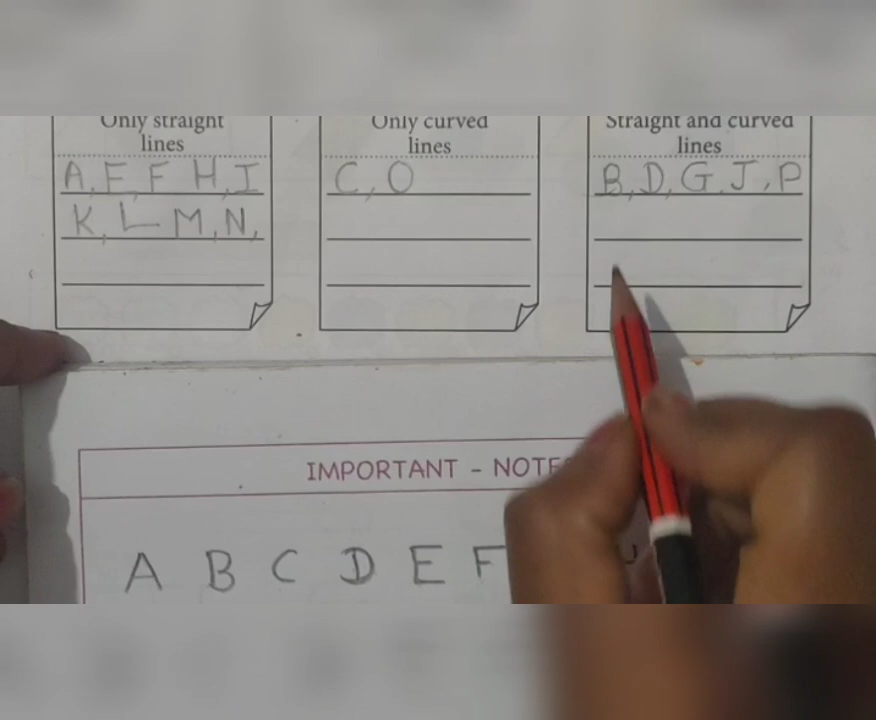 Only straight
lines
A, E, F H, I
K, L M, N,
Only curved
lines
C, O
Straight and curved
lines
B, D, G, J, P
IMPORTANT - NOTE
A B C D E F